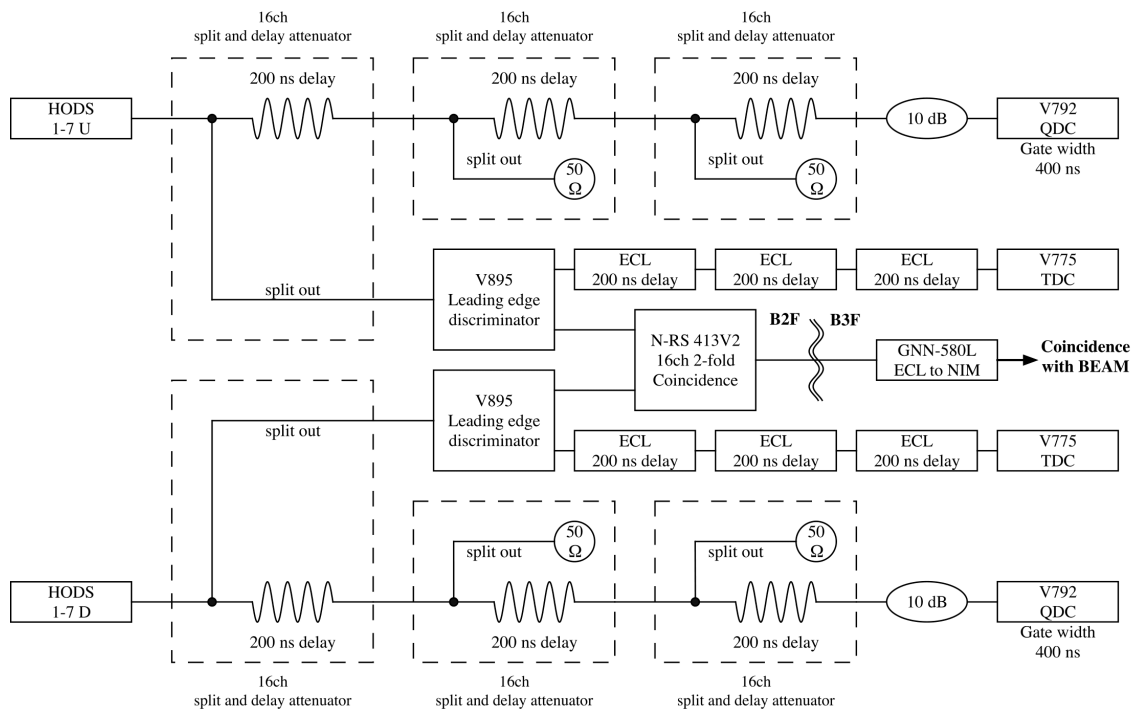 16ch
split and delay attenuator
16ch
split and delay attenuator
16ch
split and delay attenuator
200 ns delay
200 ns delay
200 ns delay
HODS
1-7 U
10 dB
V792
QDC
Gate width
400 ns
split out
50
Ω
split out
50
Ω
split out
V895
Leading edge
discriminator
ECL
200 ns delay
ECL
200 ns delay
ECL
200 ns delay
V775
TDC
N-RS 413V2
16ch 2-fold
Coincidence
B2F
B3F
GNN-580L
ECL to NIM
Coincidence
with BEAM
split out
V895
Leading edge
discriminator
ECL
200 ns delay
ECL
200 ns delay
ECL
200 ns delay
V775
TDC
split out
50
Ω
split out
50
Ω
HODS
1-7 D
10 dB
V792
QDC
Gate width
400 ns
200 ns delay
200 ns delay
200 ns delay
16ch
split and delay attenuator
16ch
split and delay attenuator
16ch
split and delay attenuator